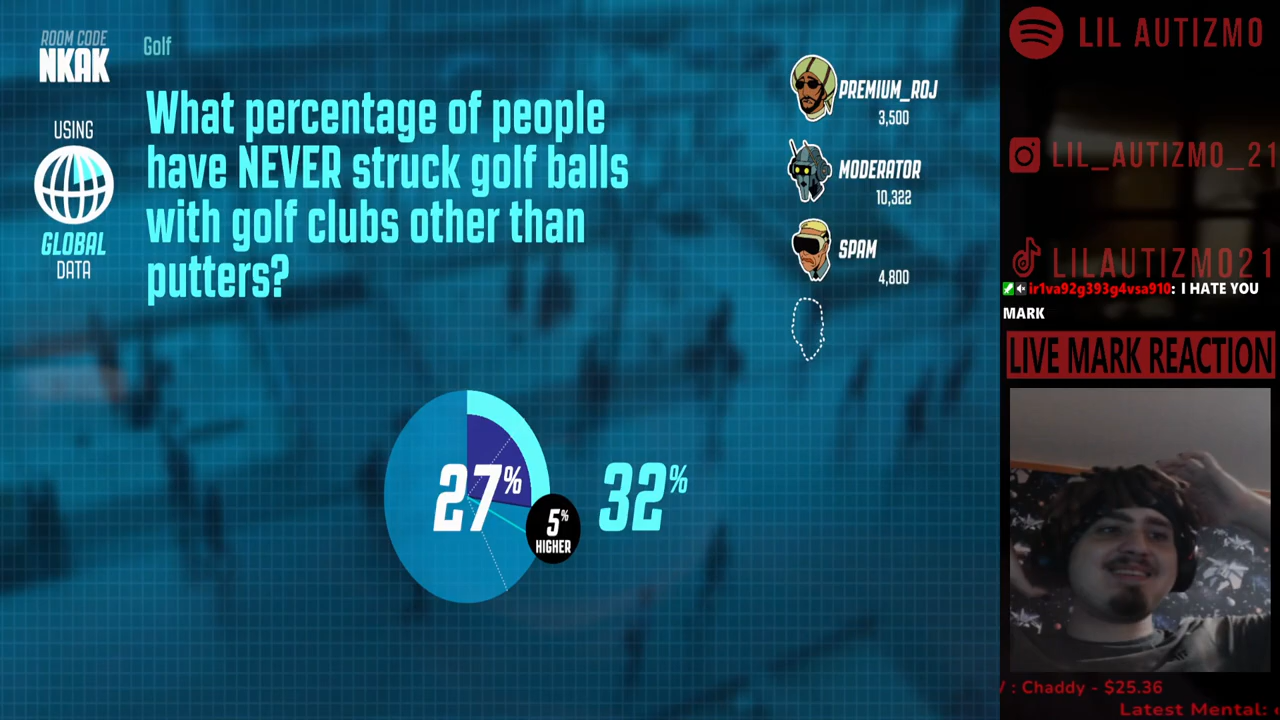 ROOM CODE
NKAK
USING
GLOBAL
DATA
Golf
What percentage of people
have NEVER struck golf balls
with golf clubs other than
putters?
PREMIUM_ROJ
3,500
MODERATOR
10,322
SPAM
4,800
27%
5%
HIGHER
32%
LIL AUTIZMO
LIL_AUTIZMO_21
LILAUTIZMO21
ir1va92g393g4vsa910: I HATE YOU
MARK
LIVE MARK REACTION
: Chaddy - $25.36
Latest Mental: